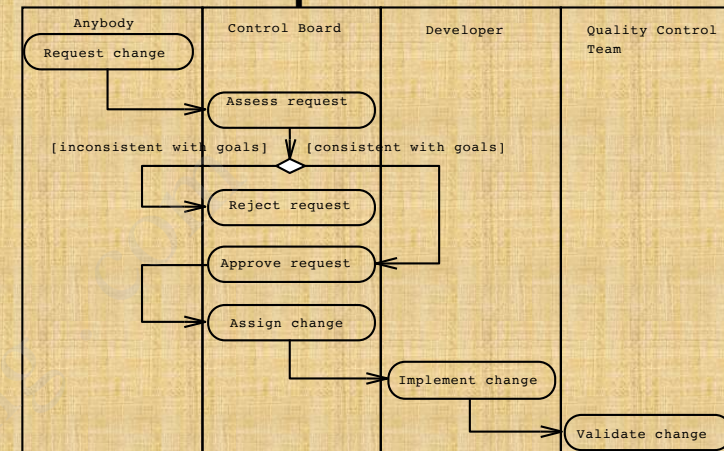 Anybody
Control Board
Developer
Quality Control
Team
Request change
Assess request
[inconsistent with goals]
[consistent with goals]
Reject request
Approve request
Assign change
Implement change
Validate change